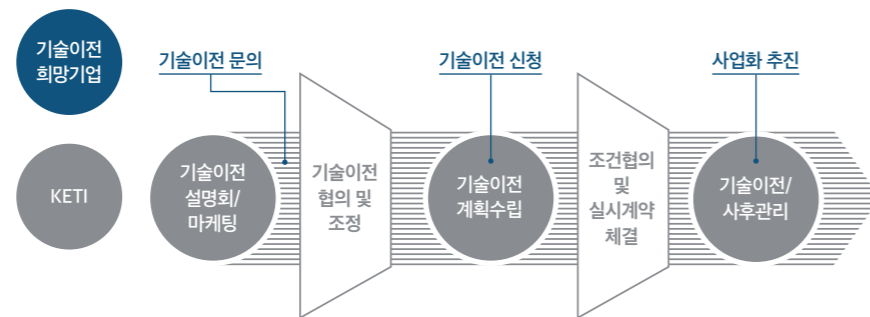 기술이전
희망기업
기술이전 문의
기술이전 신청
사업화 추진
KETI
기술이전
설명회/
마케팅
기술이전
협의 및
조정
기술이전
계획수립
조건협의
및
실시계약
체결
기술이전/
사후관리